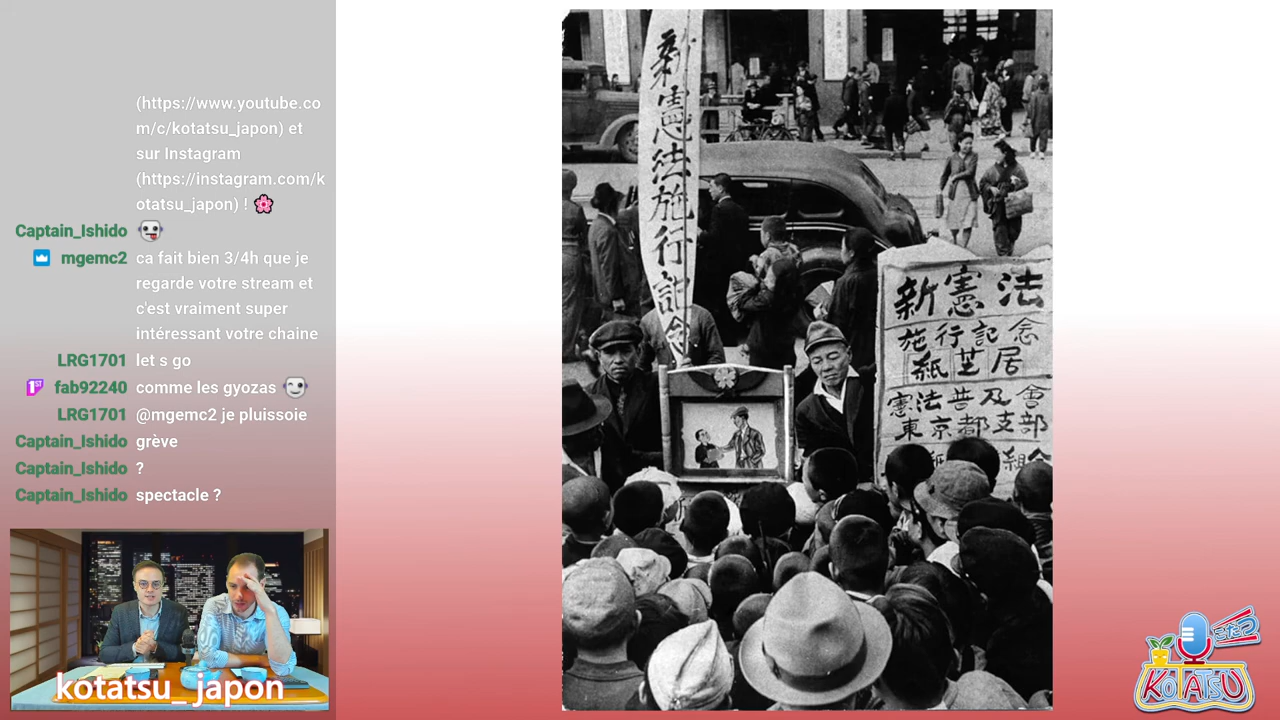 (https://www.youtube.co
m/c/kotatsu_japon) et
sur Instagram
(https://instagram.com/k
otatsu_japon) !
Captain_Ishido
mgemc2 ca fait bien 3/4h que je
regarde votre stream et
c'est vraiment super
intéressant votre chaine
LRG1701 let s go
fab92240 comme les gyozas
LRG1701 @mgemc2 je pluissoie
Captain_Ishido grève
Captain_Ishido ?
Captain_Ishido spectacle ?
kotatsu_japon
新憲法施行記念
新憲法
施行記念
紙芝居
憲法普及會
東京都支部
組合
KOTATSU